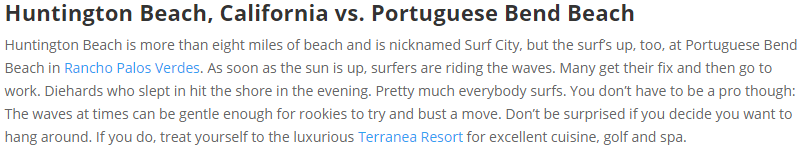 Huntington Beach, California vs. Portuguese Bend Beach
Huntington Beach is more than eight miles of beach and is nicknamed Surf City, but the surf's up, too, at Portuguese Bend
Beach in Rancho Palos Verdes. As soon as the sun is up, surfers are riding the waves. Many get their fix and then go to
work. Diehards who slept in hit the shore in the evening. Pretty much everybody surfs. You don't have to be a pro though:
The waves at times can be gentle enough for rookies to try and bust a move. Don't be surprised if you decide you want to
hang around. If you do, treat yourself to the luxurious Terranea Resort for excellent cuisine, golf and spa.